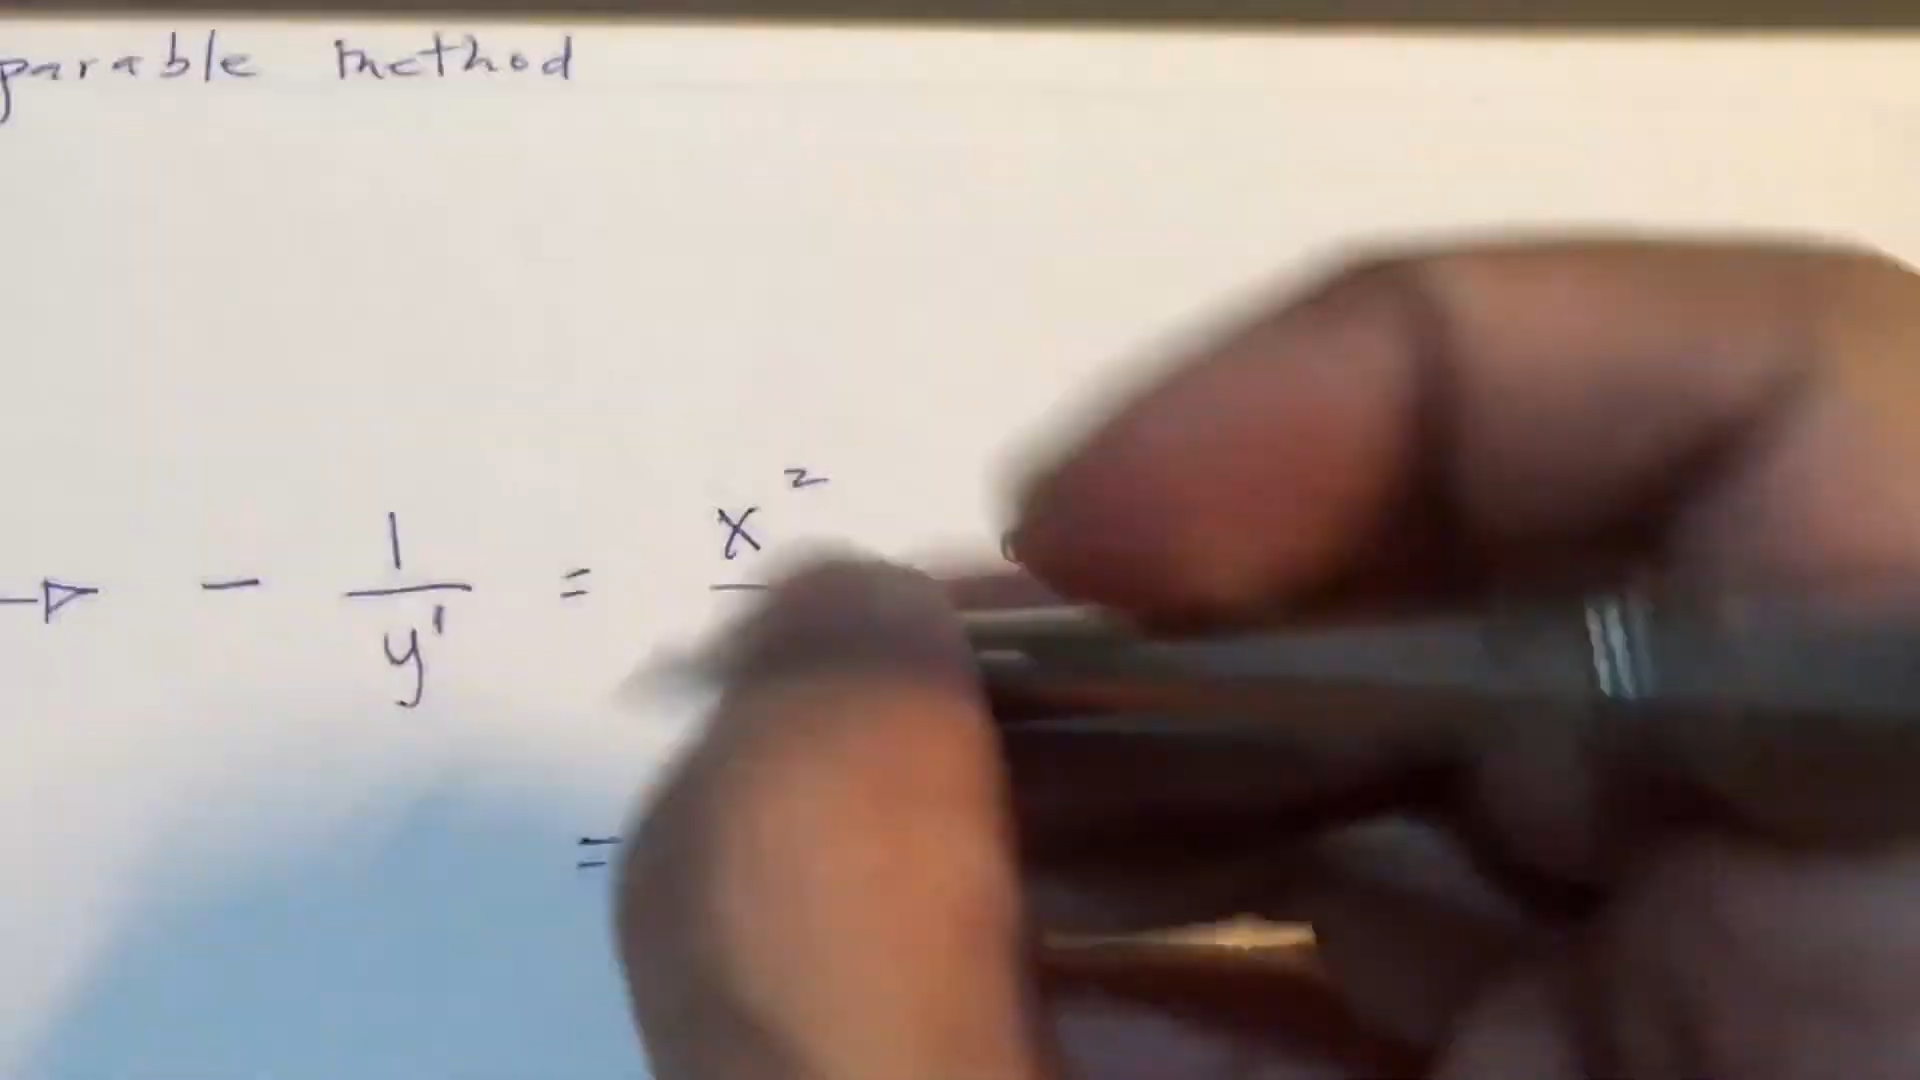 parable method
→ - 1/y' = x²
=